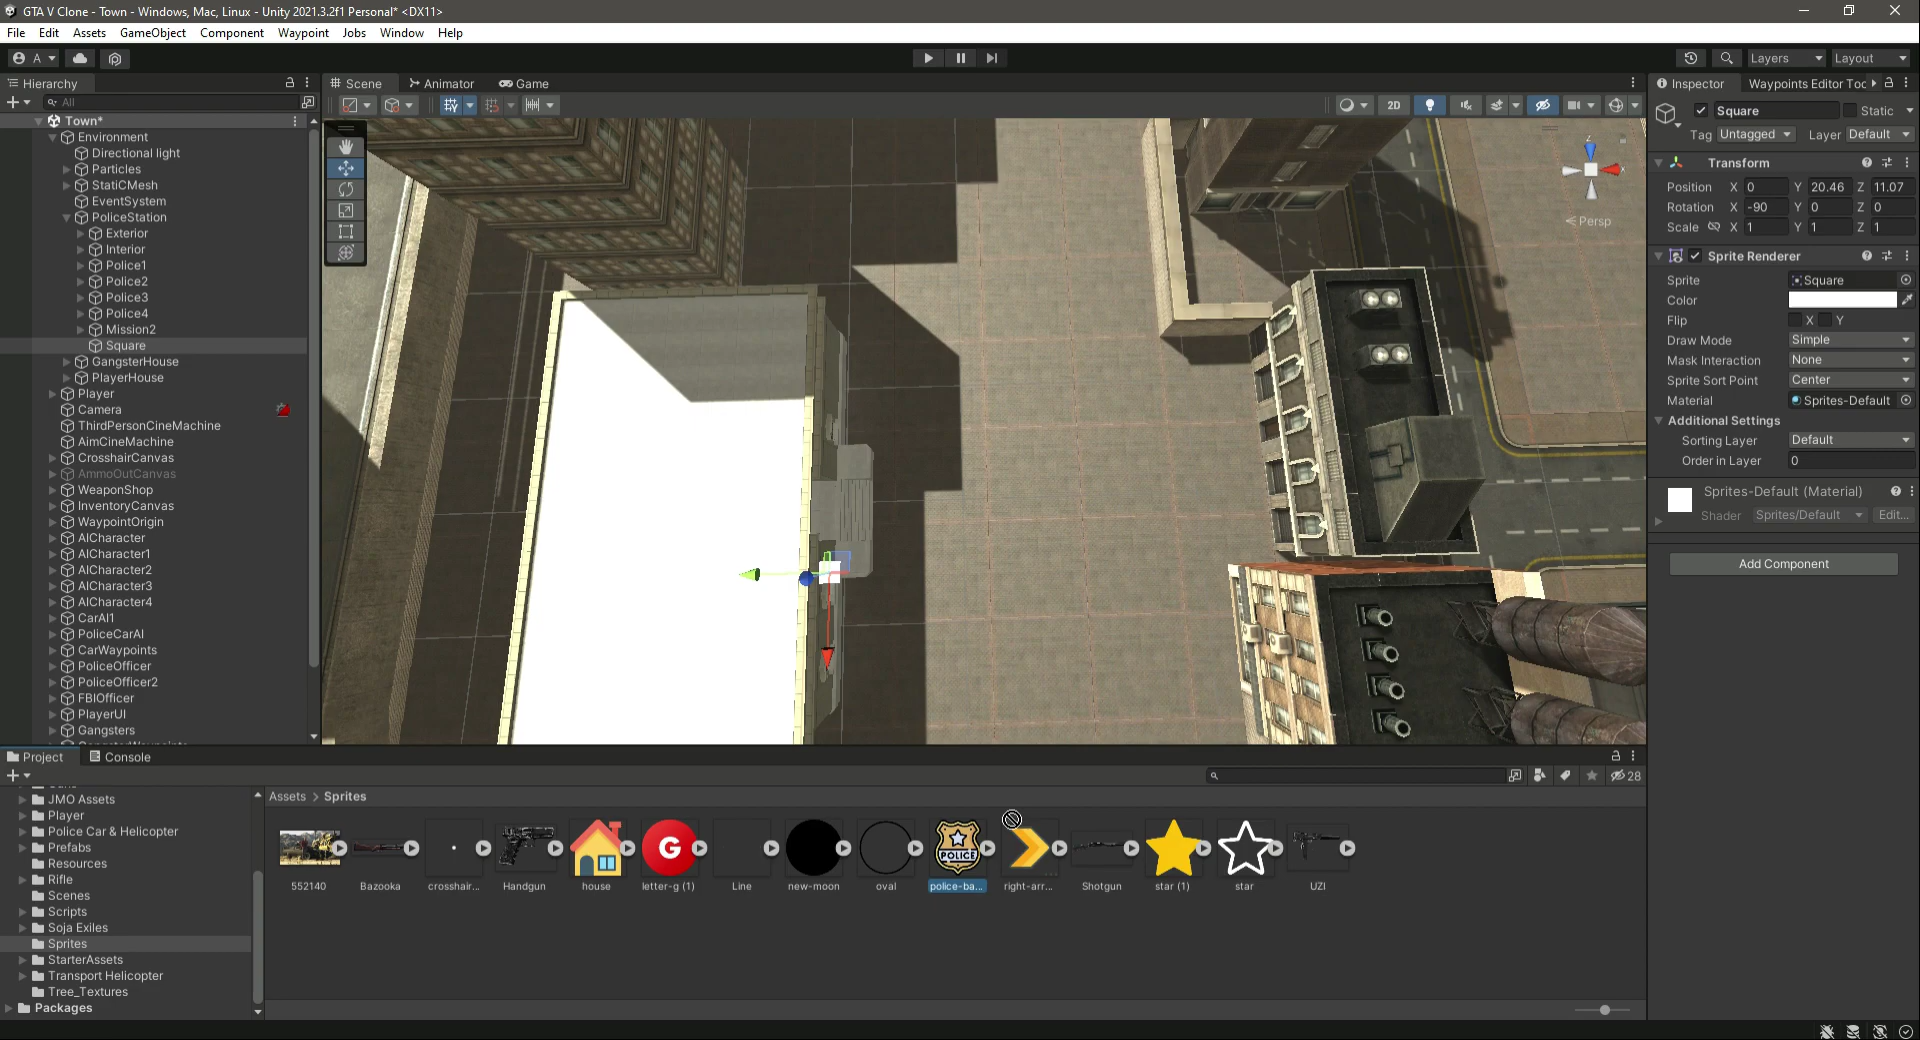 GTA V Clone - Town - Windows, Mac, Linux - Unity 2021.3.2f1 Personal* <DX11>
File Edit Assets GameObject Component Waypoint Jobs Window Help
A Layers Layout
Hierarchy Scene Animator Game Inspector Waypoints Editor Toc
All 2D Square Static
Tag Untagged Layer Default
Town*
Environment
Directional light
Particles
StatiCMesh
EventSystem
PoliceStation
Exterior
Interior
Police1
Police2
Police3
Police4
Mission2
Square
GangsterHouse
PlayerHouse
Player
Camera
ThirdPersonCineMachine
AimCineMachine
CrosshairCanvas
AmmoOutCanvas
WeaponShop
InventoryCanvas
WaypointOrigin
AICharacter
AICharacter1
AICharacter2
AICharacter3
AICharacter4
CarAI1
PoliceCarAI
CarWaypoints
PoliceOfficer
PoliceOfficer2
FBIOfficer
PlayerUI
Gangsters
z
Persp
Transform
Position X 0 Y 20.46 Z 11.07
Rotation X -90 Y 0 Z 0
Scale X 1 Y 1 Z 1
Sprite Renderer
Sprite Square
Color
Flip X Y
Draw Mode Simple
Mask Interaction None
Sprite Sort Point Center
Material Sprites-Default
Additional Settings
Sorting Layer Default
Order in Layer 0
Sprites-Default (Material)
Shader Sprites/Default Edit...
Add Component
Project Console
28
JMO Assets
Player
Police Car & Helicopter
Prefabs
Resources
Rifle
Scenes
Scripts
Soja Exiles
Sprites
StarterAssets
Transport Helicopter
Tree_Textures
Packages
Assets > Sprites
G POLICE
552140 Bazooka crosshair... Handgun house letter-g (1) Line new-moon oval police-ba... right-arr... Shotgun star (1) star UZI